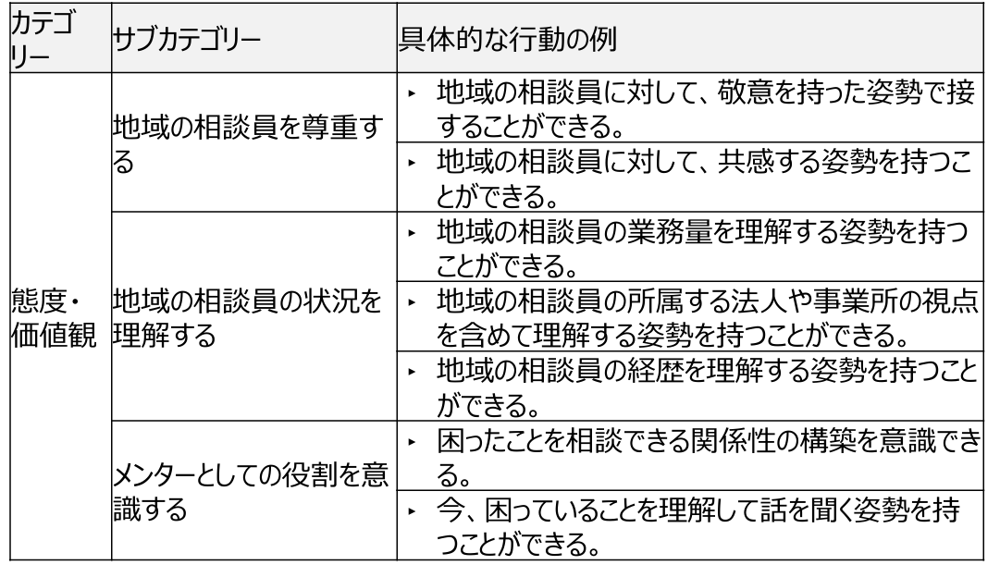 カテゴ
リー
サブカテゴリー
具体的な行動の例
態度・
価値観
地域の相談員を尊重す
る
▸ 地域の相談員に対して、敬意を持った姿勢で接
することができる。
▸ 地域の相談員に対して、共感する姿勢を持つこ
とができる。
地域の相談員の状況を
理解する
▸ 地域の相談員の業務量を理解する姿勢を持つ
ことができる。
▸ 地域の相談員の所属する法人や事業所の視点
を含めて理解する姿勢を持つことができる。
▸ 地域の相談員の経歴を理解する姿勢を持つこと
ができる。
メンターとしての役割を意
識する
▸ 困ったことを相談できる関係性の構築を意識でき
る。
▸ 今、困っていることを理解して話を聞く姿勢を持
つことができる。